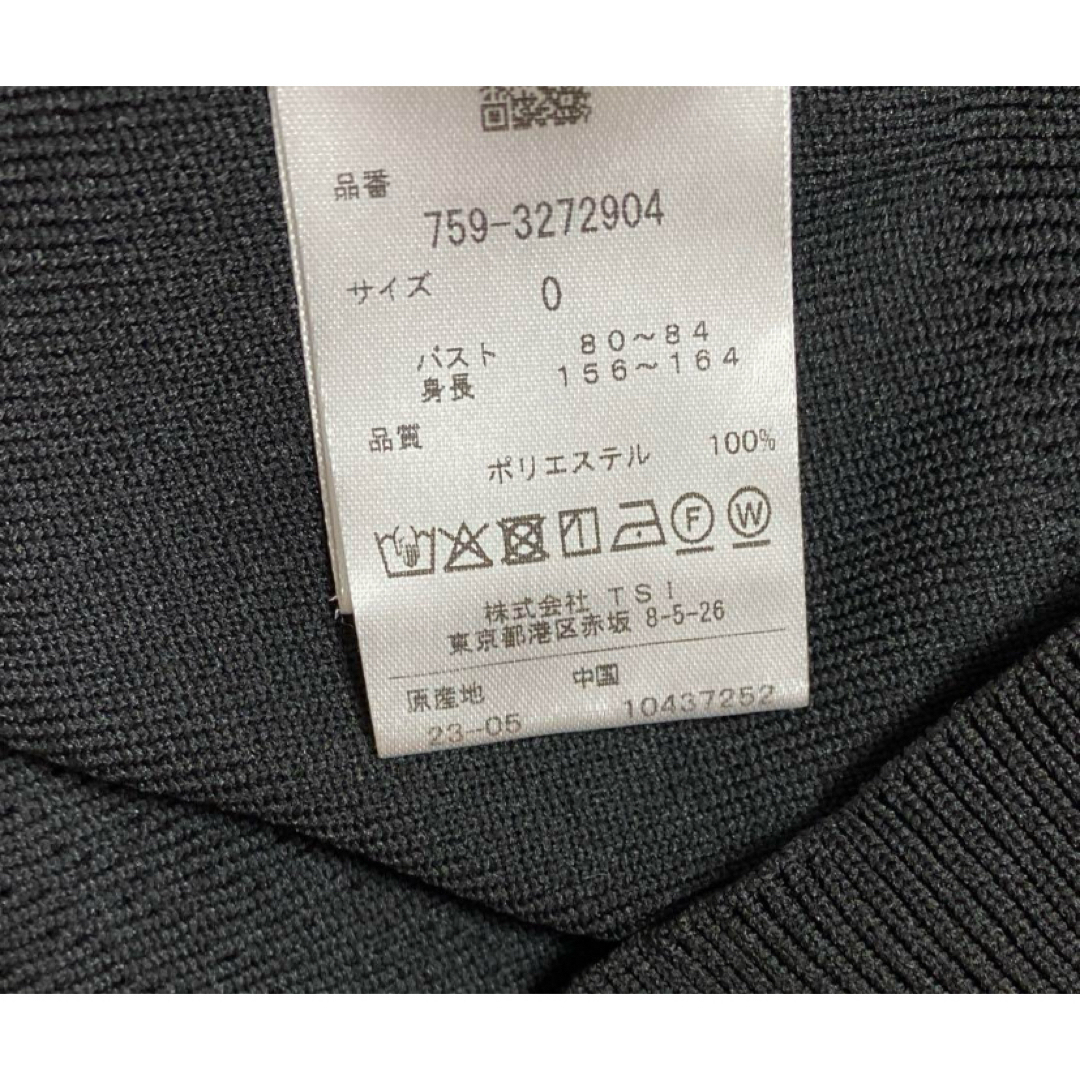 品番
759-3272904
サイズ 0
バスト 80～84
身長 156～164
品質
ポリエステル 100%
F W
株式会社 TSI
東京都港区赤坂 8-5-26
原産地 中国
23-05 10437252